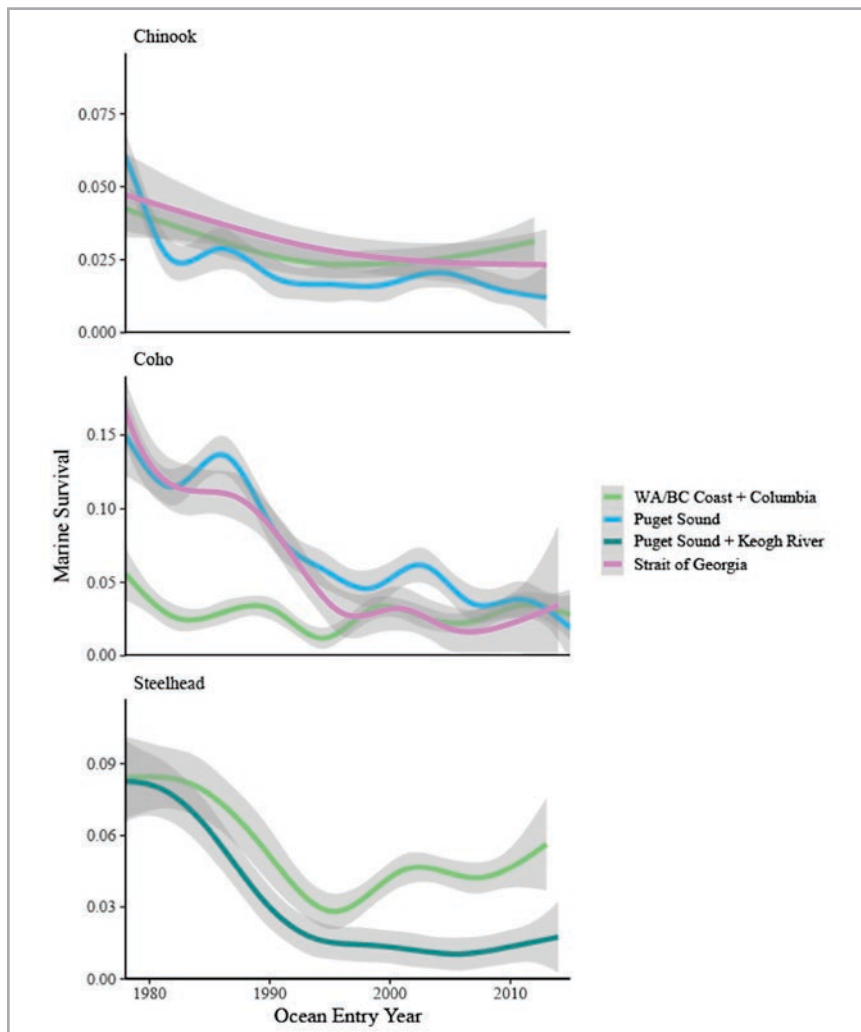 Chinook
0.075
0.050
0.025
0.000
Coho
0.15
0.10
0.05
0.00
Marine Survival
WA/BC Coast + Columbia
Puget Sound
Puget Sound + Keogh River
Strait of Georgia
Steelhead
0.09
0.06
0.03
0.00
1980 1990 2000 2010
Ocean Entry Year